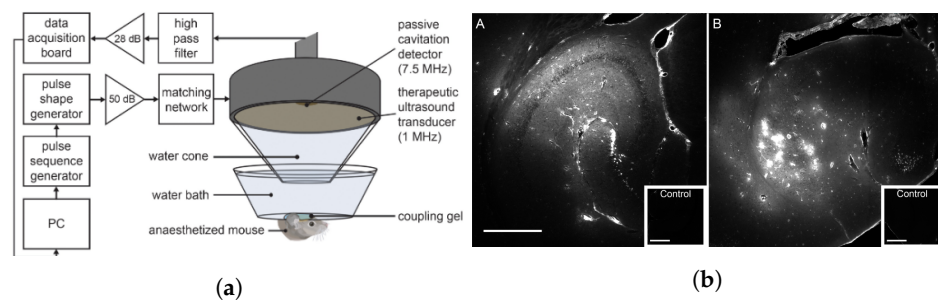 data
acquisition
board
28 dB
high
pass
filter
passive
cavitation
detector
(7.5 MHz)
pulse
shape
generator
50 dB
matching
network
therapeutic
ultrasound
transducer
(1 MHz)
pulse
sequence
generator
water cone
water bath
PC
coupling gel
anaesthetized mouse
(a)
A
Control
B
Control
(b)